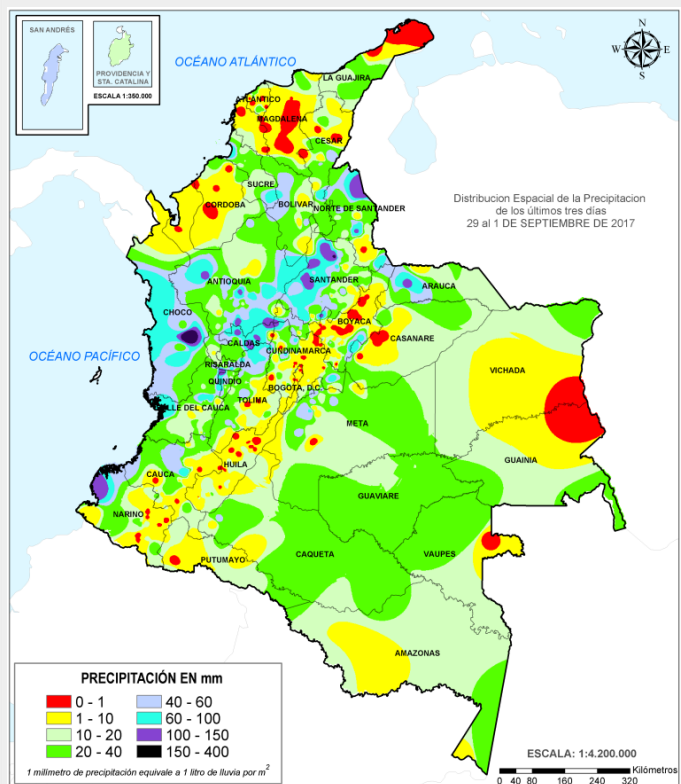 SAN ANDRÉS
PROVIDENCIA Y
STA. CATALINA
ESCALA 1:350.000
OCÉANO ATLÁNTICO
N
W
E
S
LA GUAJIRA
ATLANTICO
MAGDALENA
CESAR
SUCRE
CORDOBA
BOLIVAR
NORTE DE SANTANDER
Distribucion Espacial de la Precipitacion
de los últimos tres días
29 al 1 DE SEPTIEMBRE DE 2017
ANTIOQUIA
SANTANDER
ARAUCA
CHOCO
BOYACA
CASANARE
OCÉANO PACÍFICO
CALDAS
CUNDINAMARCA
RISARALDA
QUINDIO
BOGOTA, D.C.
VICHADA
TOLIMA
VALLE DEL CAUCA
META
GUAINIA
CAUCA
HUILA
GUAVIARE
NARIÑO
CAQUETA
VAUPES
PUTUMAYO
AMAZONAS
PRECIPITACIÓN EN mm
0 - 1
40 - 60
1 - 10
60 - 100
10 - 20
100 - 150
20 - 40
150 - 400
1 milímetro de precipitación equivale a 1 litro de lluvia por m2
ESCALA: 1:4.200.000
Kilómetros
0 40 80 160 240 320